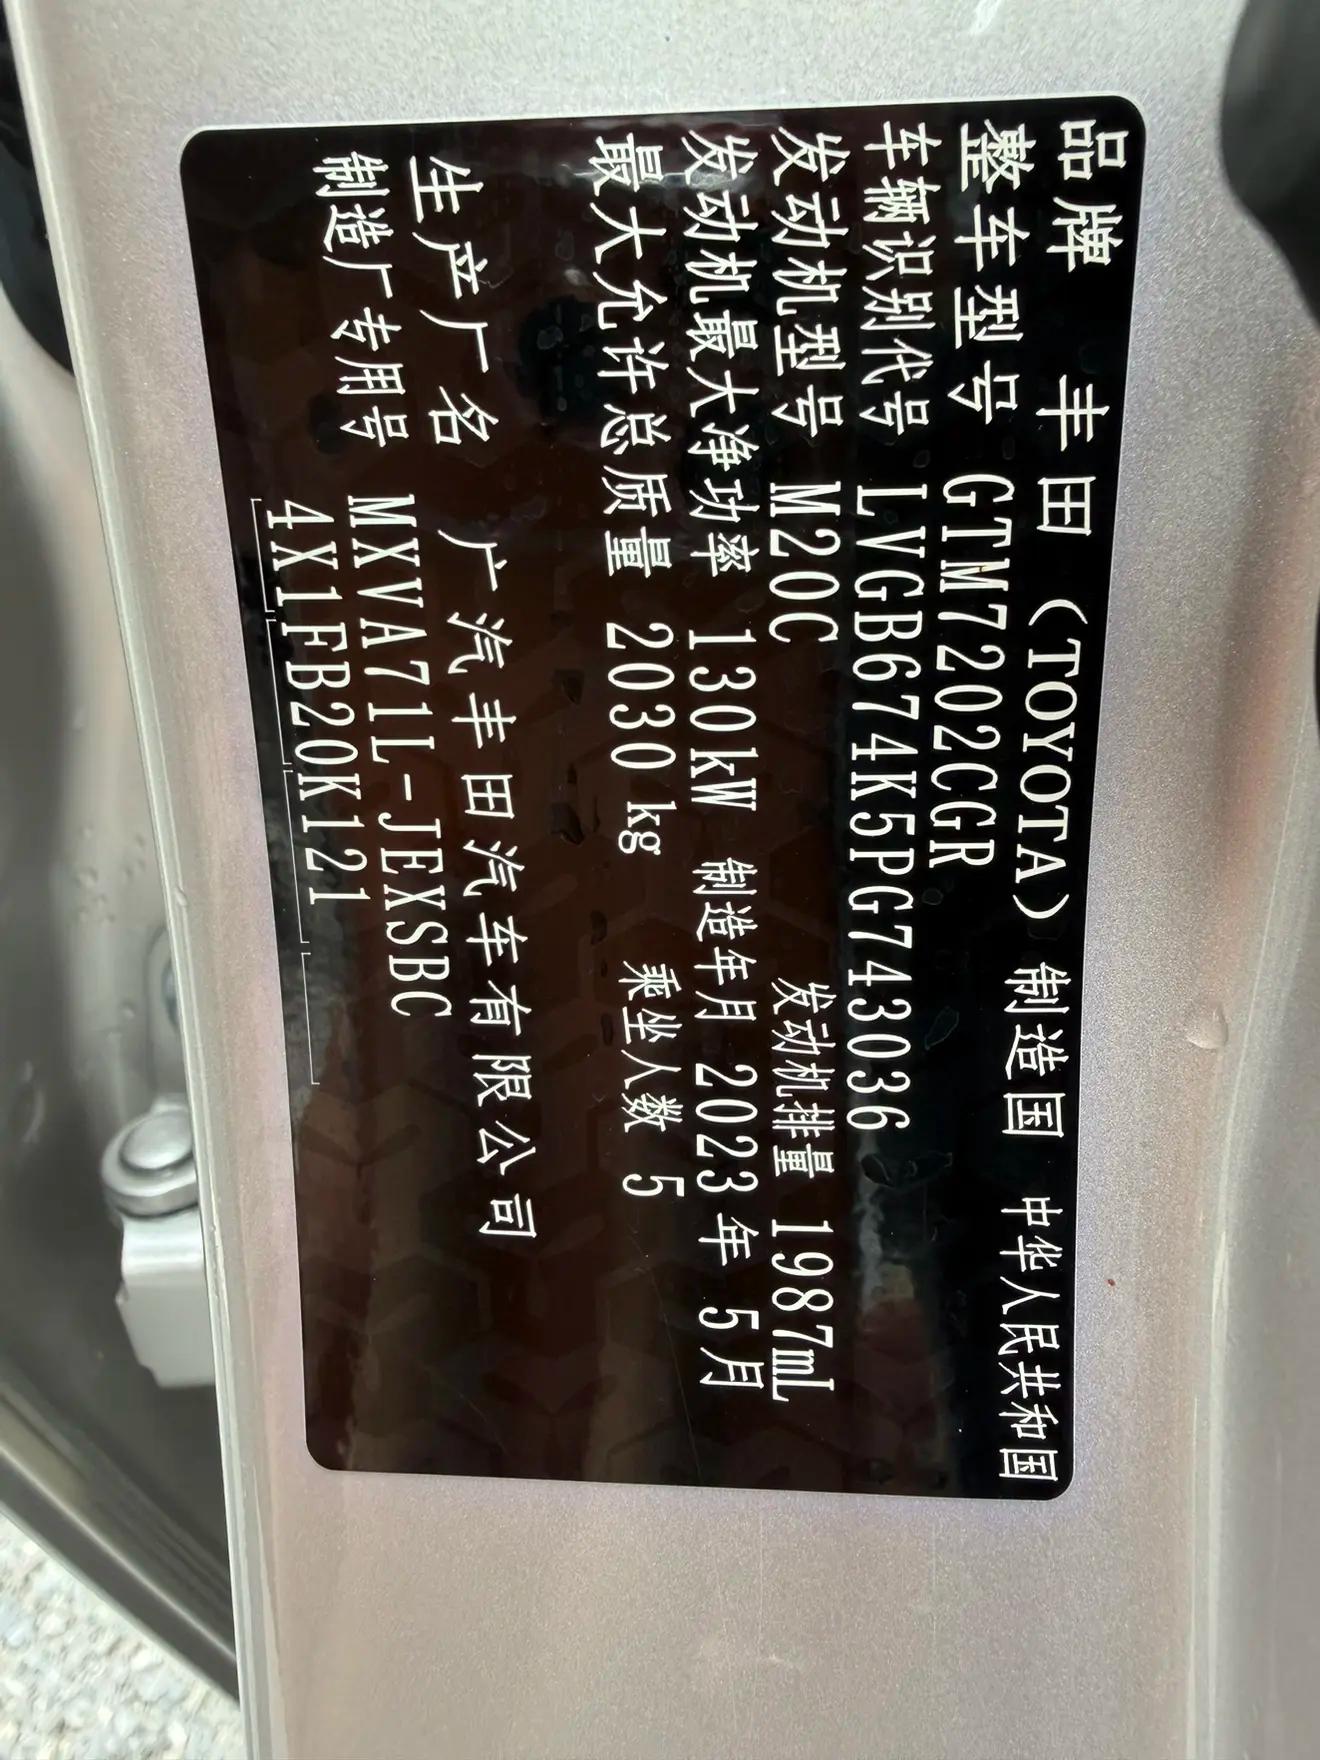 品牌 丰田（TOYOTA）制造国 中华人民共和国
整车型号 GTM7202CGR
车辆识别代号 LVGB674K5PG743036
发动机型号 M20C 发动机排量 1987mL
发动机最大净功率 130kW 制造年月 2023年 5月
最大允许总质量 2030kg 乘坐人数 5
生产厂名 广汽丰田汽车有限公司
制造厂专用号 MXVA71L-JEXSBC
4X1FB20K121